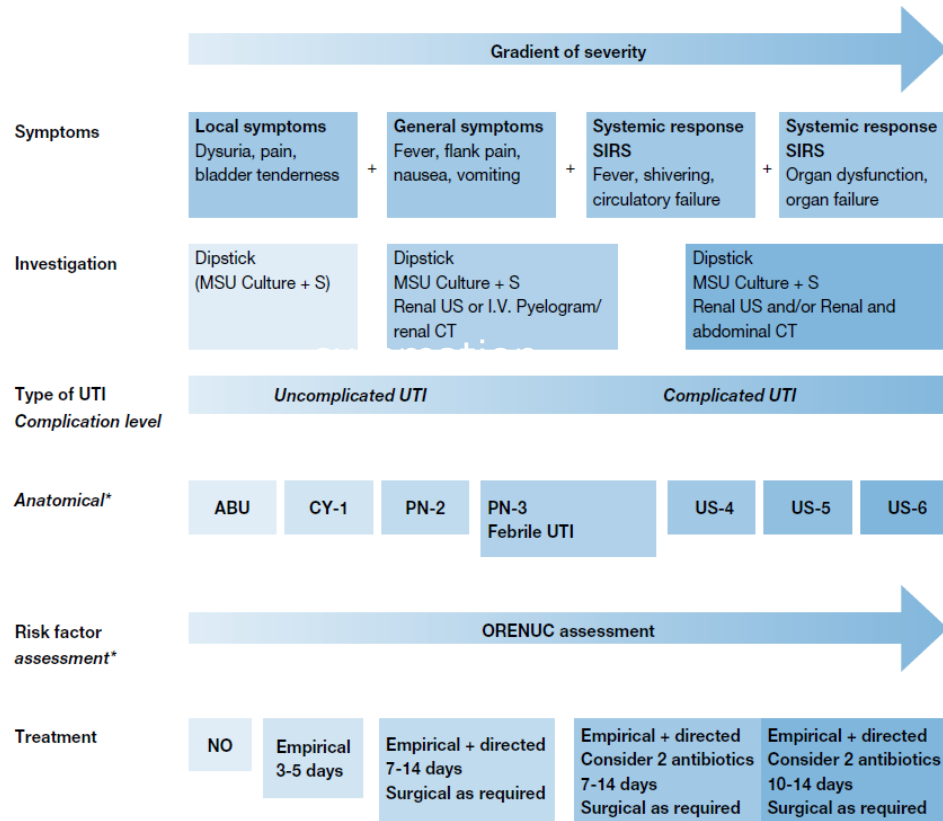 Gradient of severity
Symptoms
Local symptoms
Dysuria, pain,
bladder tenderness
+
General symptoms
Fever, flank pain,
nausea, vomiting
+
Systemic response
SIRS
Fever, shivering,
circulatory failure
+
Systemic response
SIRS
Organ dysfunction,
organ failure
Investigation
Dipstick
(MSU Culture + S)
Dipstick
MSU Culture + S
Renal US or I.V. Pyelogram/
renal CT
Dipstick
MSU Culture + S
Renal US and/or Renal and
abdominal CT
Type of UTI
Complication level
Uncomplicated UTI
Complicated UTI
Anatomical*
ABU
CY-1
PN-2
PN-3
Febrile UTI
US-4
US-5
US-6
Risk factor
assessment*
ORENUC assessment
Treatment
NO
Empirical
3-5 days
Empirical + directed
7-14 days
Surgical as required
Empirical + directed
Consider 2 antibiotics
7-14 days
Surgical as required
Empirical + directed
Consider 2 antibiotics
10-14 days
Surgical as required